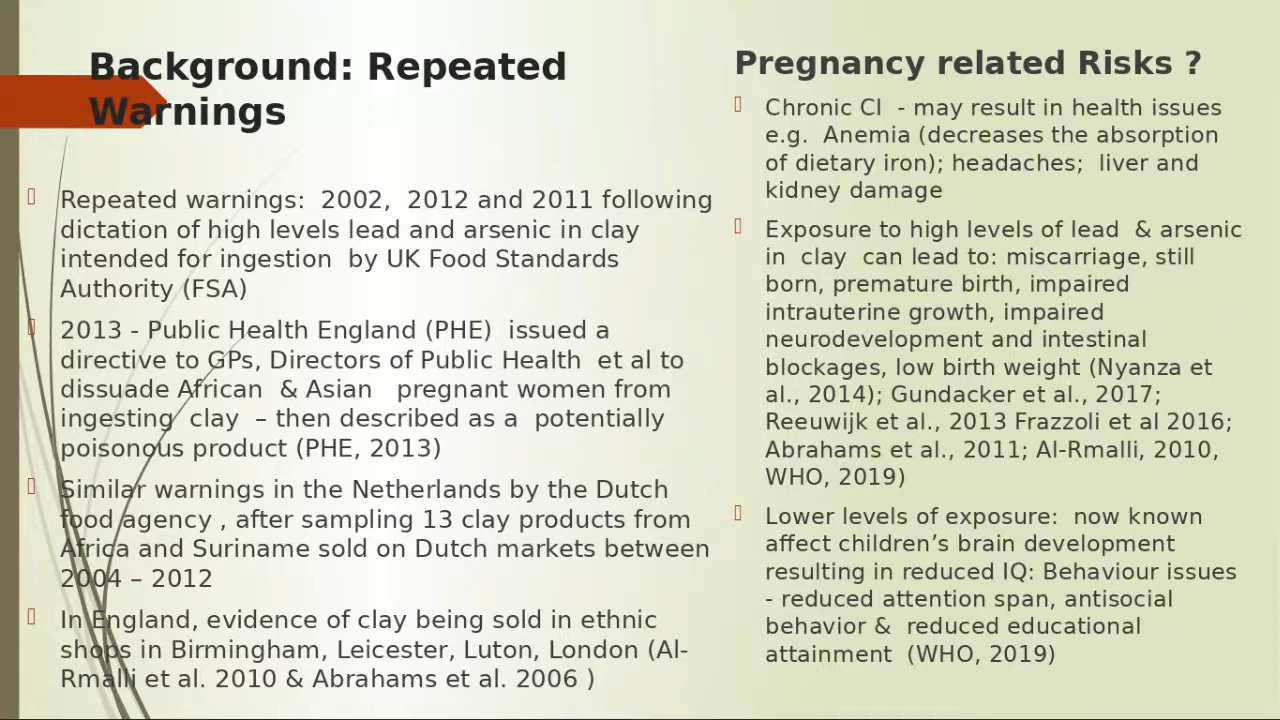 Background: Repeated
Warnings
Repeated warnings:  2002,  2012 and 2011 following
dictation of high levels lead and arsenic in clay
intended for ingestion  by UK Food Standards
Authority (FSA)
2013 - Public Health England (PHE)  issued a
directive to GPs, Directors of Public Health  et al to
dissuade African  & Asian   pregnant women from
ingesting  clay  – then described as a  potentially
poisonous product (PHE, 2013)
Similar warnings in the Netherlands by the Dutch
food agency , after sampling 13 clay products from
Africa and Suriname sold on Dutch markets between
2004 – 2012
In England, evidence of clay being sold in ethnic
shops in Birmingham, Leicester, Luton, London (Al-
Rmalli et al. 2010 & Abrahams et al. 2006 )
Pregnancy related Risks ?
Chronic Cl  - may result in health issues
e.g.  Anemia (decreases the absorption
of dietary iron); headaches;  liver and
kidney damage
Exposure to high levels of lead  & arsenic
in  clay  can lead to: miscarriage, still
born, premature birth, impaired
intrauterine growth, impaired
neurodevelopment and intestinal
blockages, low birth weight (Nyanza et
al., 2014); Gundacker et al., 2017;
Reeuwijk et al., 2013 Frazzoli et al 2016;
Abrahams et al., 2011; Al-Rmalli, 2010,
WHO, 2019)
Lower levels of exposure:  now known
affect children’s brain development
resulting in reduced IQ: Behaviour issues
- reduced attention span, antisocial
behavior &  reduced educational
attainment  (WHO, 2019)